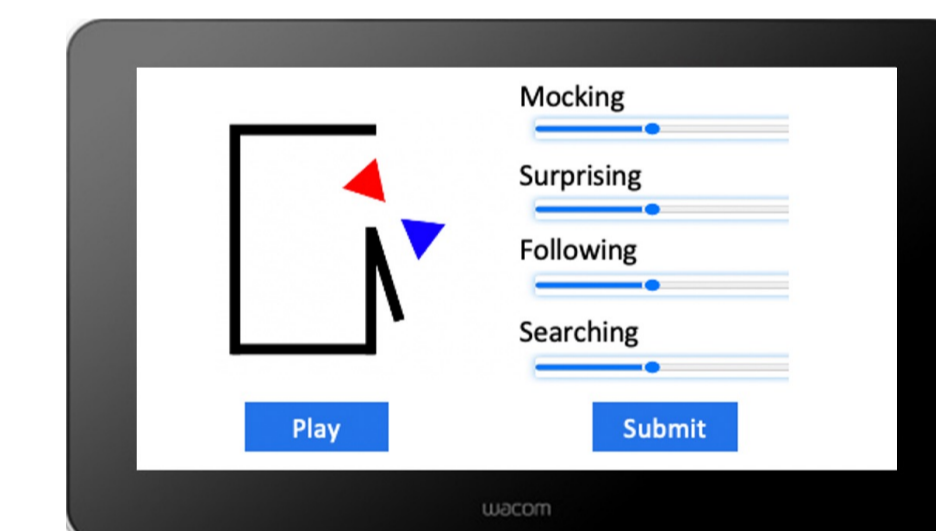 Mocking
Surprising
Following
Searching
Play
Submit
wacom